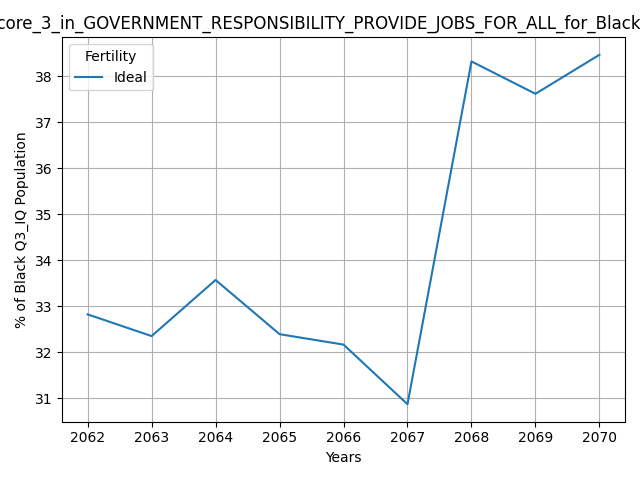 core_3_in_GOVERNMENT_RESPONSIBILITY_PROVIDE_JOBS_FOR_ALL_for_Black
Fertility
Ideal
% of Black Q3_IQ Population
38
37
36
35
34
33
32
31
2062 2063 2064 2065 2066 2067 2068 2069 2070
Years